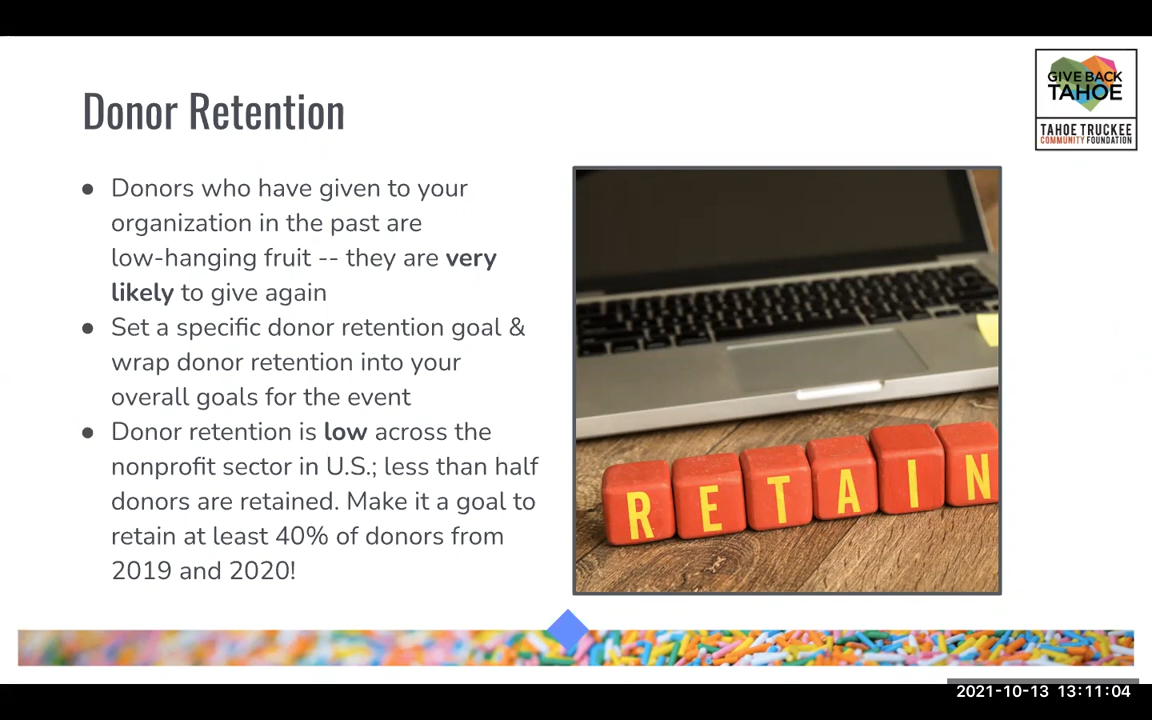 Donor Retention
GIVE BACK
TAHOE
TAHOE TRUCKEE
COMMUNITY FOUNDATION
● Donors who have given to your
organization in the past are
low-hanging fruit -- they are very
likely to give again
● Set a specific donor retention goal &
wrap donor retention into your
overall goals for the event
● Donor retention is low across the
nonprofit sector in U.S.; less than half
donors are retained. Make it a goal to
retain at least 40% of donors from
2019 and 2020!
RETAIN
2021-10-13 13:11:04